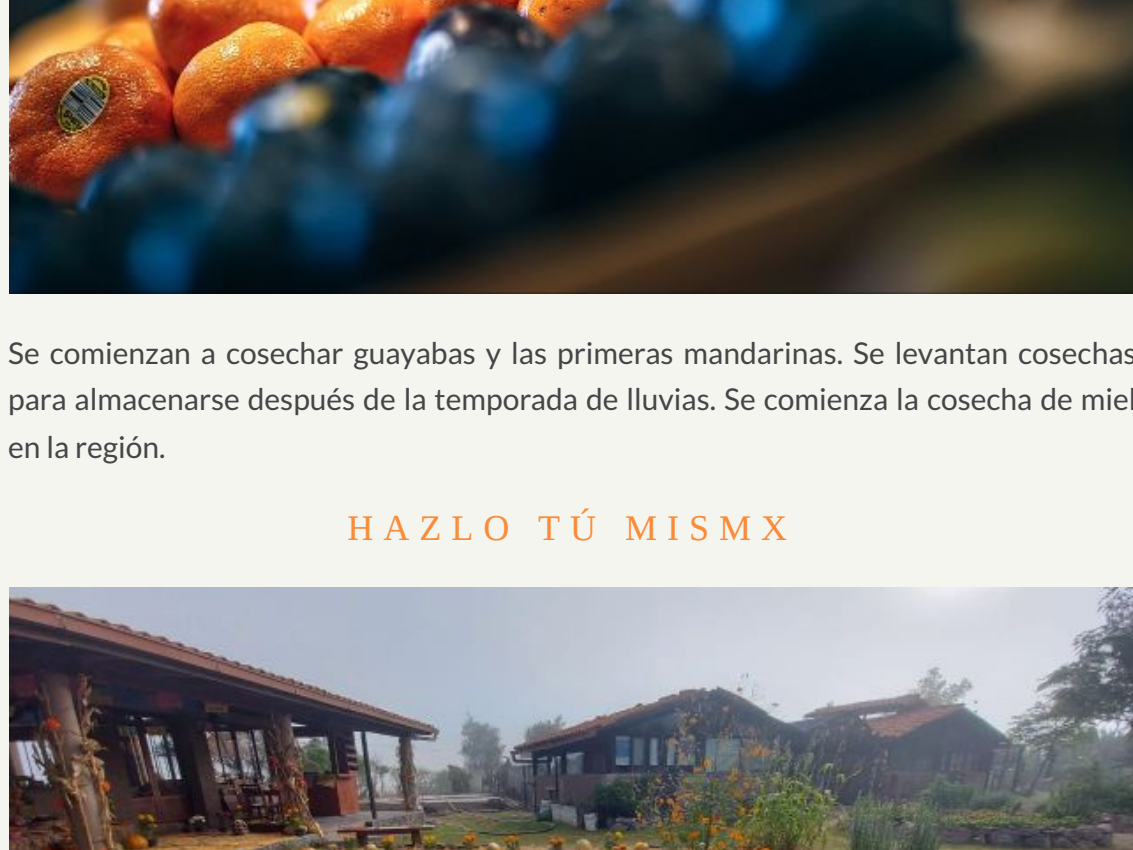 Se comienzan a cosechar guayabas y las primeras mandarinas. Se levantan cosechas
para almacenarse después de la temporada de lluvias. Se comienza la cosecha de miel
en la región.
HAZLO TÚ MISMX